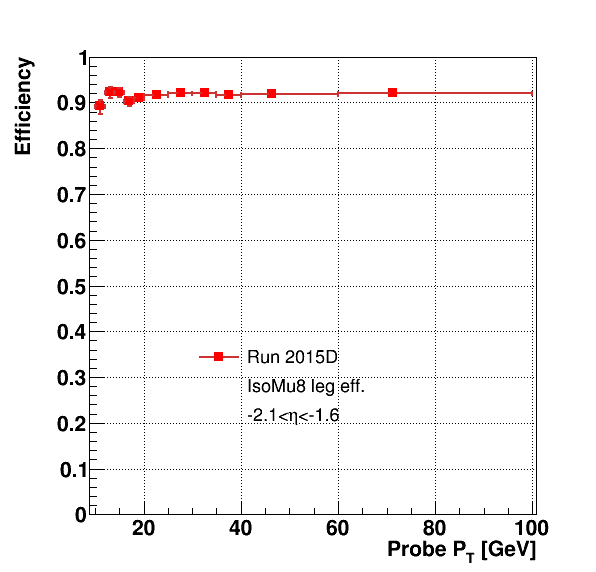 Efficiency
1
0.9
0.8
0.7
0.6
0.5
0.4
0.3
0.2
0.1
0
Run 2015D
IsoMu8 leg eff.
-2.1<η<-1.6
20 40 60 80 100
Probe P_T [GeV]